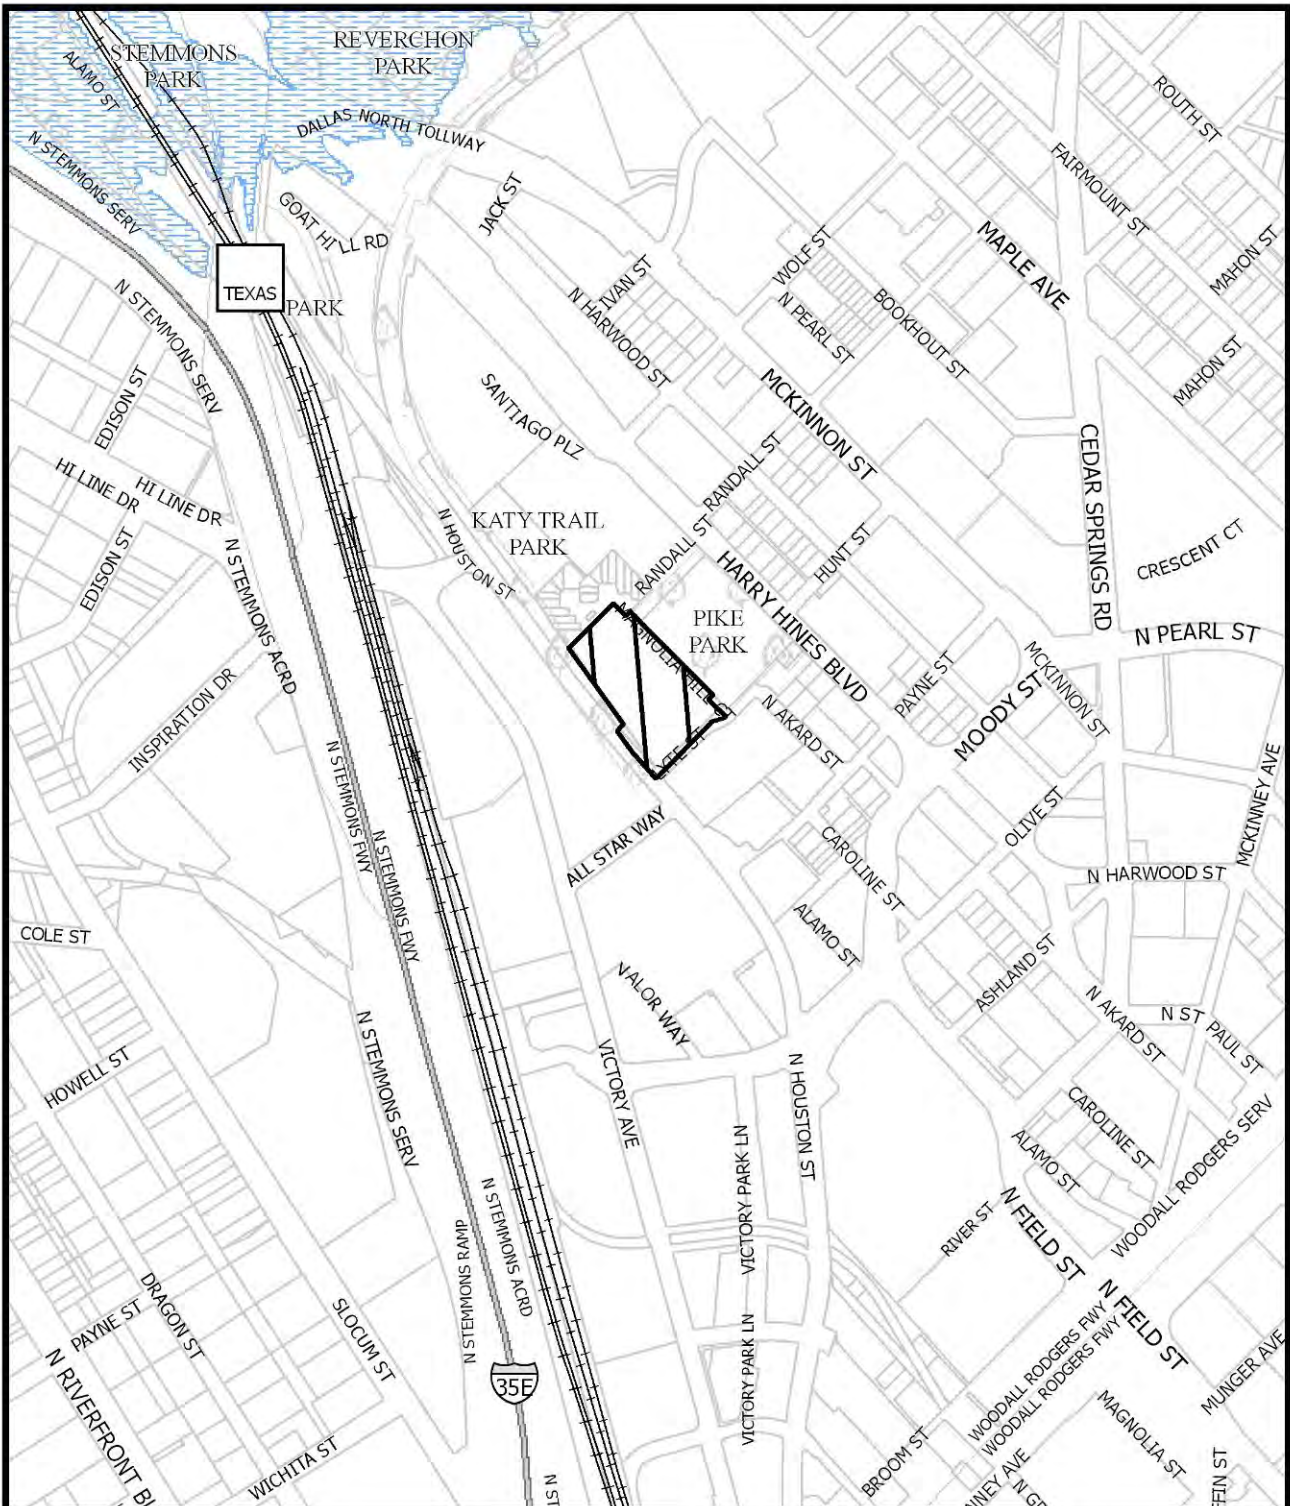 STEMMONS
PARK
REVERCHON
PARK
ALAMO ST
DALLAS NORTH TOLLWAY
ROUTH ST
N STEMMONS SERV
FAIRMOUNT ST
JACK ST
GOAT HILL RD
MAPLE AVE
WOLF ST
MAHON ST
IVAN ST
TEXAS
PARK
N STEMMONS SERV
N HARWOOD ST
N PEARL ST
BOOKHOUT ST
MAHON ST
EDISON ST
SANTIAGO PLZ
MCKINNON ST
CEDAR SPRINGS RD
HI LINE DR
HI LINE DR
RANDALL ST
N HOUSTON ST
KATY TRAIL
PARK
RANDALL ST
HUNT ST
CRESCENT CT
EDISON ST
N STEMMONS ACRD
HARRY HINES BLVD
PIKE
PARK
N PEARL ST
INSPIRATION DR
PAYNE ST
MCKINNON ST
MOODY ST
N AKARD ST
N STEMMONS FWY
N STEMMONS FWY
ALL STAR WAY
CAROLINE ST
OLIVE ST
MCKINNEY AVE
N HARWOOD ST
COLE ST
ALAMO ST
ASHLAND ST
VALOR WAY
N AKARD ST
N ST PAUL ST
N STEMMONS SERV
VICTORY AVE
N HOUSTON ST
HOWELL ST
CAROLINE ST
ALAMO ST
WOODALL RODGERS SERV
VICTORY PARK LN
N STEMMONS ACRD
N STEMMONS RAMP
RIVER ST
N FIELD ST
N FIELD ST
DRAGON ST
PAYNE ST
SLOCUM ST
N RIVERFRONT BL
35E
VICTORY PARK LN
WOODALL RODGERS FWY
WOODALL RODGERS FWY
MUNGER AVE
MAGNOLIA ST
WICHITA ST
BROOM ST
N ST
NNEY AVE
FIN ST